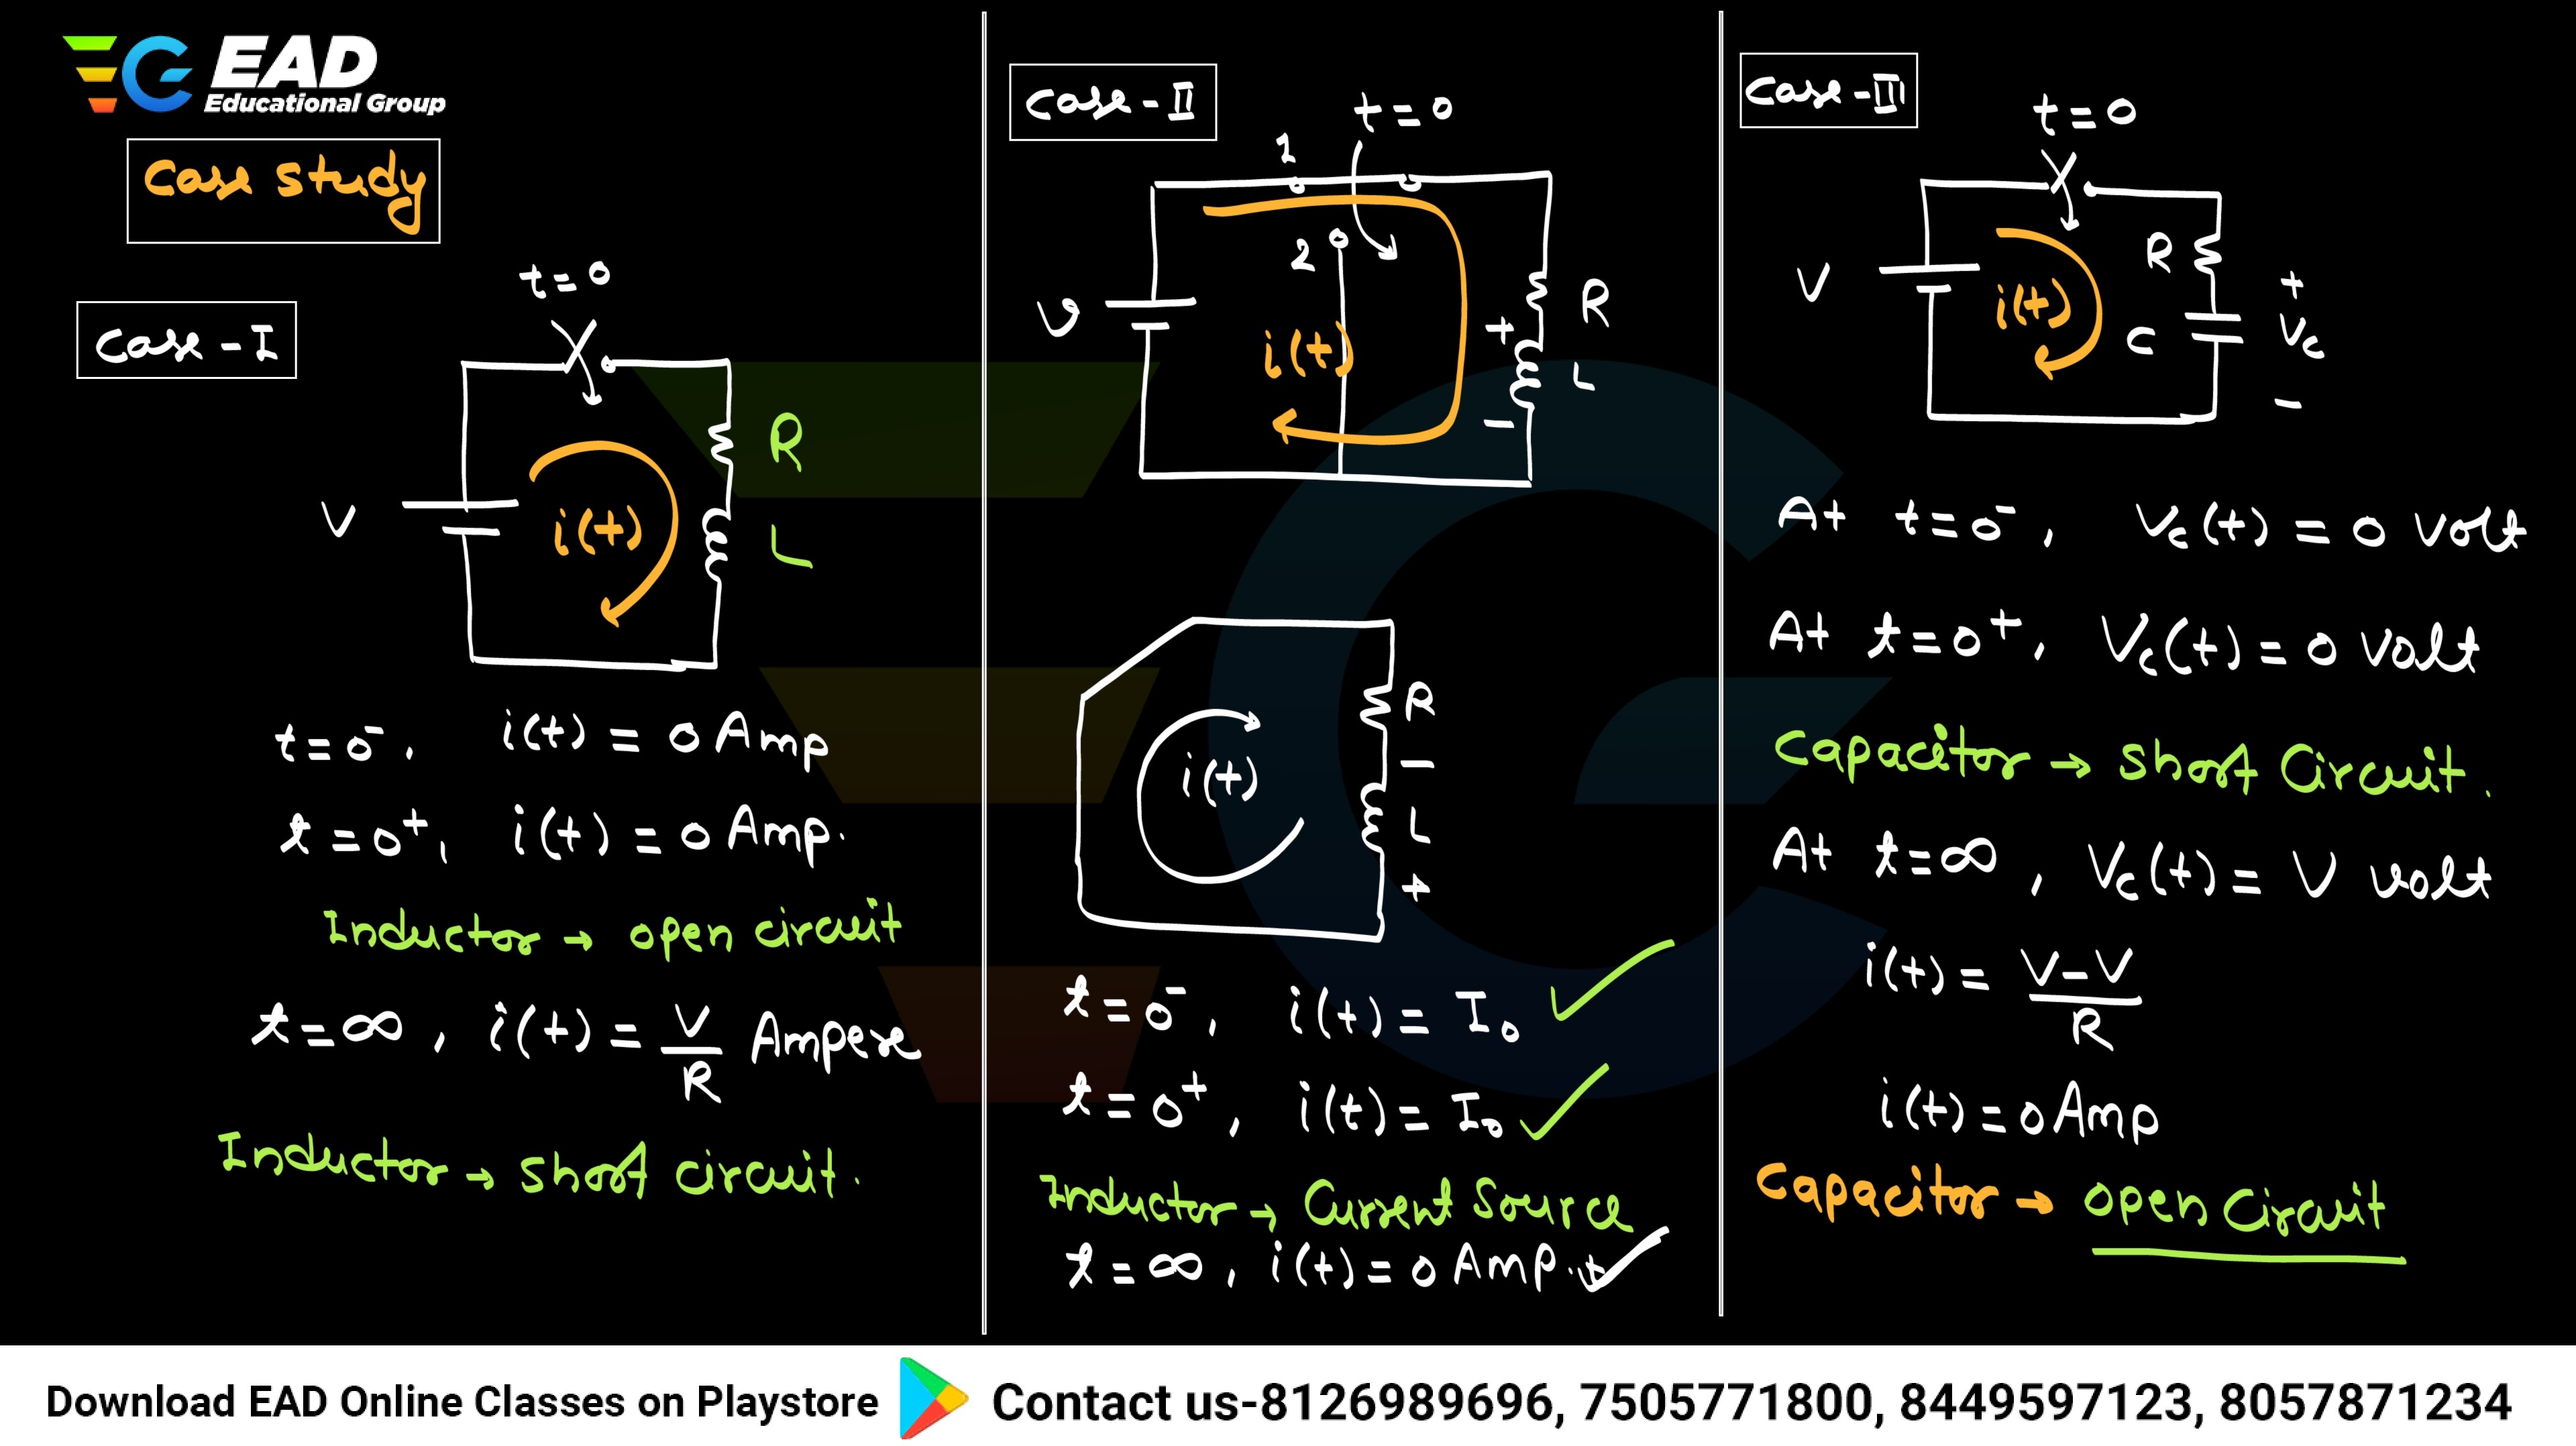 EAD
Educational Group
Case study
Case - I
t = 0
V
i(t)
R
L
t = 0⁻, i(t) = 0 Amp
t = 0⁺, i(t) = 0 Amp.
Inductor → open circuit
t = ∞, i(t) = V/R Ampere
Inductor → short circuit.
Case - II
t = 0
1
2
V
i(t)
+
R
L
−
R
−
i(t)
L
+
t = 0⁻, i(t) = I₀ ✓
t = 0⁺, i(t) = I₀ ✓
Inductor → Current Source
t = ∞, i(t) = 0 Amp. ✓
Case - III
t = 0
V
i(t)
R
C
+
Vc
−
At t = 0⁻, Vc(t) = 0 volt
At t = 0⁺, Vc(t) = 0 volt
Capacitor → short Circuit.
At t = ∞, Vc(t) = V volt
i(t) = V − V / R
i(t) = 0 Amp
Capacitor → open Circuit
Download EAD Online Classes on Playstore Contact us-8126989696, 7505771800, 8449597123, 8057871234